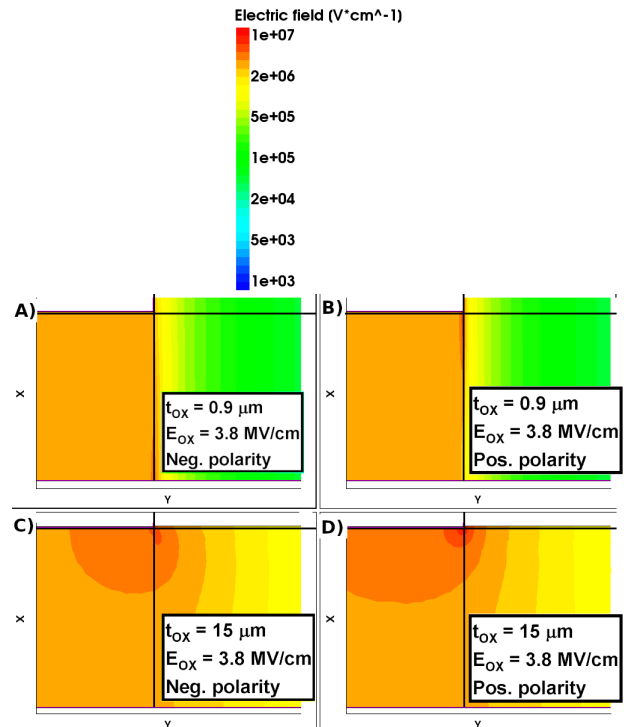 Electric field (V*cm^-1)
1e+07
2e+06
5e+05
1e+05
2e+04
5e+03
1e+03
A)
X
tOX = 0.9 μm
EOX = 3.8 MV/cm
Neg. polarity
Y
B)
X
tOX = 0.9 μm
EOX = 3.8 MV/cm
Pos. polarity
Y
C)
X
tOX = 15 μm
EOX = 3.8 MV/cm
Neg. polarity
Y
D)
X
tOX = 15 μm
EOX = 3.8 MV/cm
Pos. polarity
Y